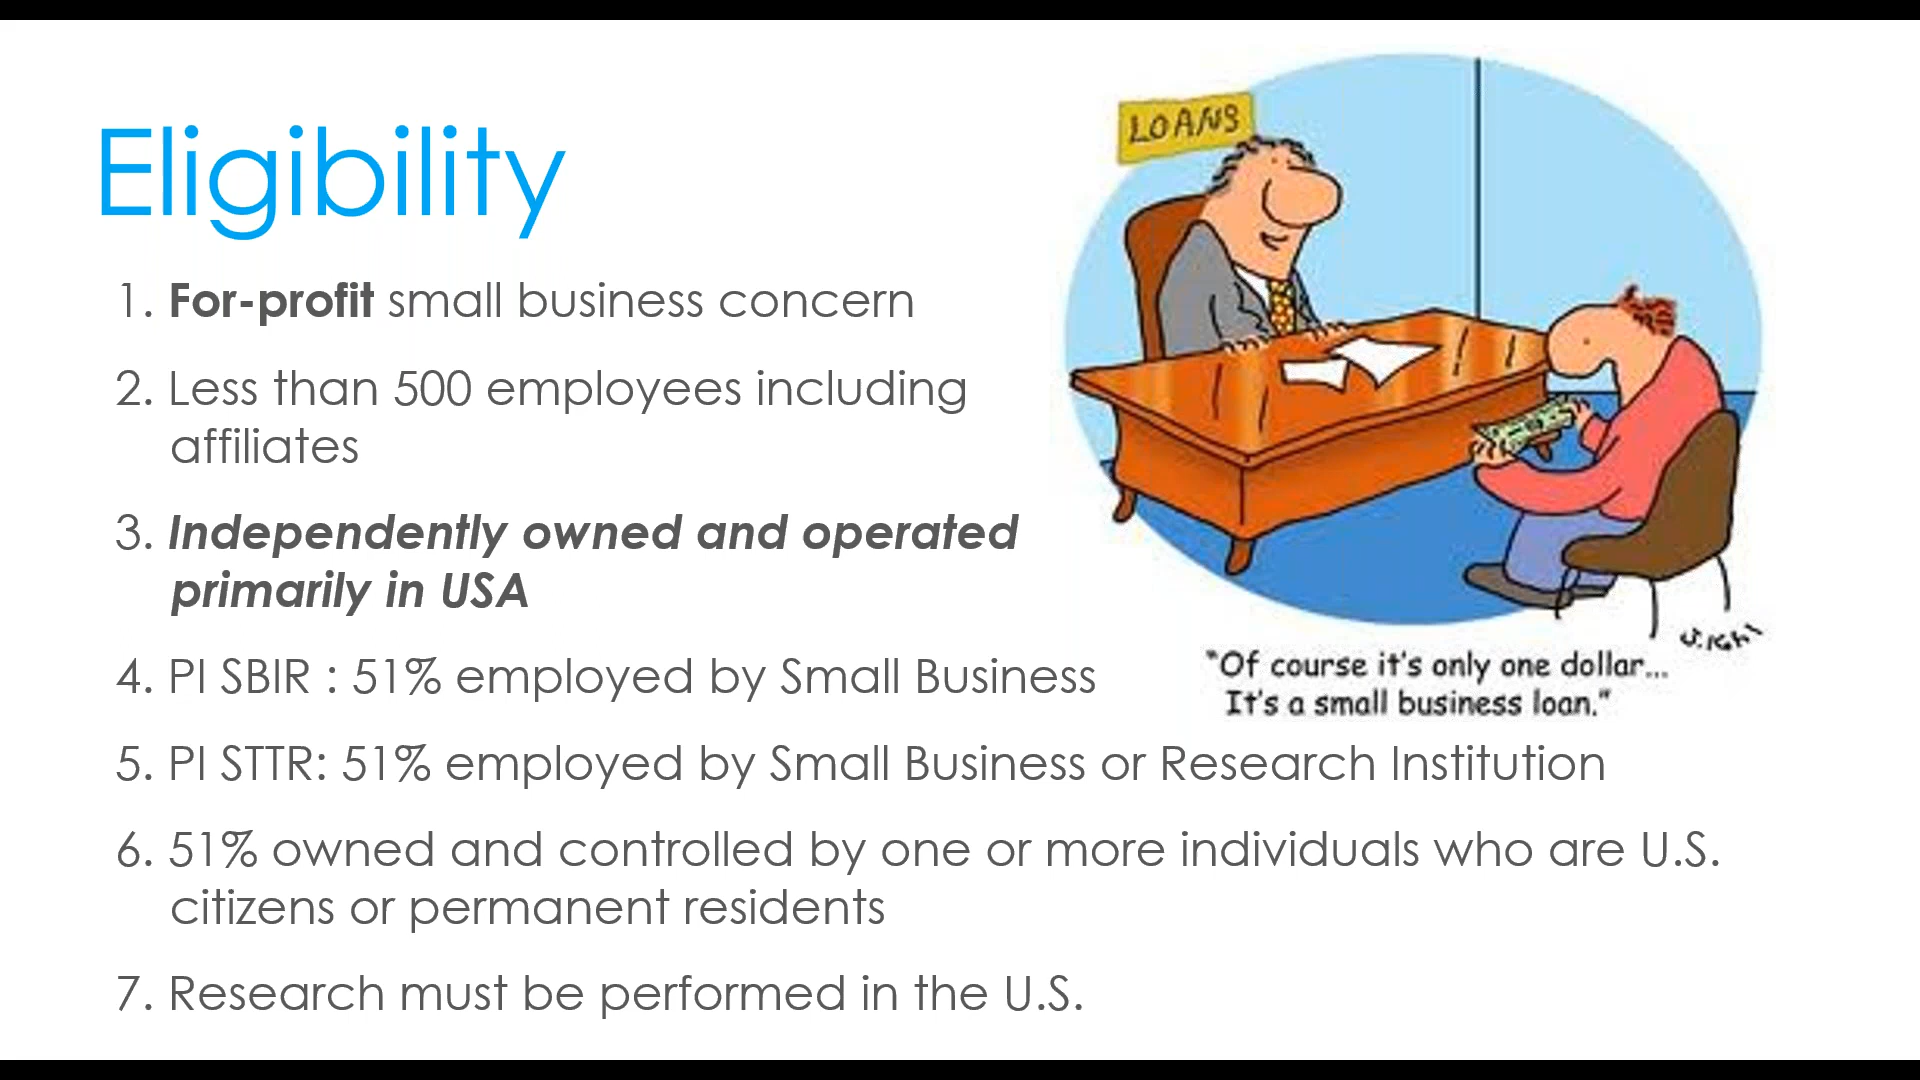 Eligibility
1. For-profit small business concern
2. Less than 500 employees including
affiliates
3. Independently owned and operated
primarily in USA
4. PI SBIR : 51% employed by Small Business
5. PI STTR: 51% employed by Small Business or Research Institution
6. 51% owned and controlled by one or more individuals who are U.S.
citizens or permanent residents
7. Research must be performed in the U.S.
LOANS
"Of course it's only one dollar...
It's a small business loan."